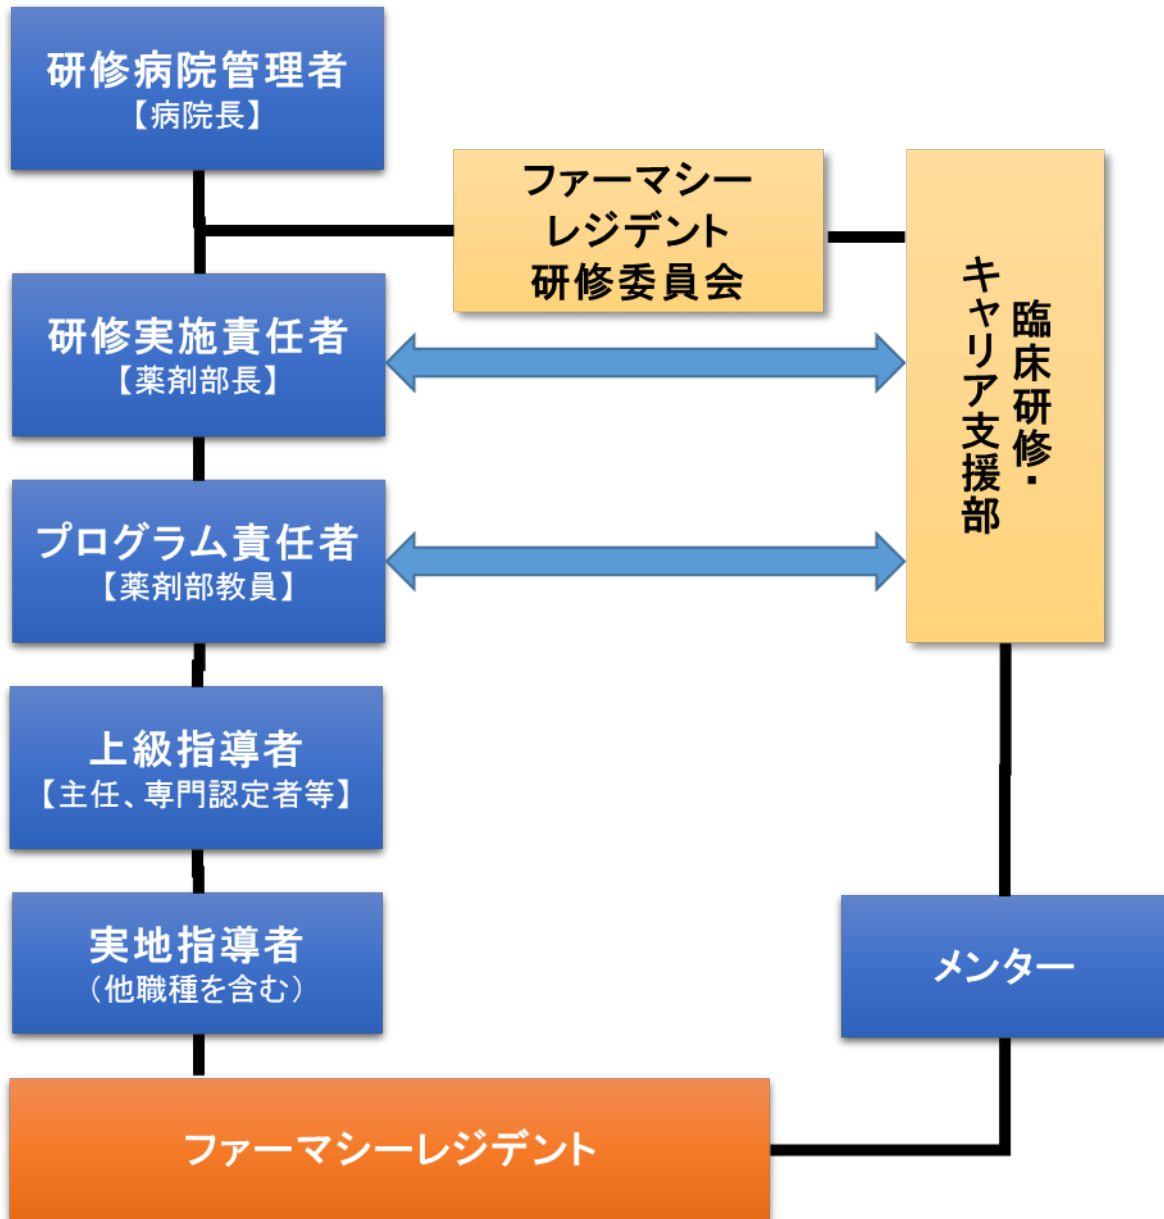 研修病院管理者
【病院長】
ファーマシー
レジデント
研修委員会
臨床研修・
キャリア支援部
研修実施責任者
【薬剤部長】
プログラム責任者
【薬剤部教員】
上級指導者
【主任、専門認定者等】
実地指導者
（他職種を含む）
メンター
ファーマシーレジデント